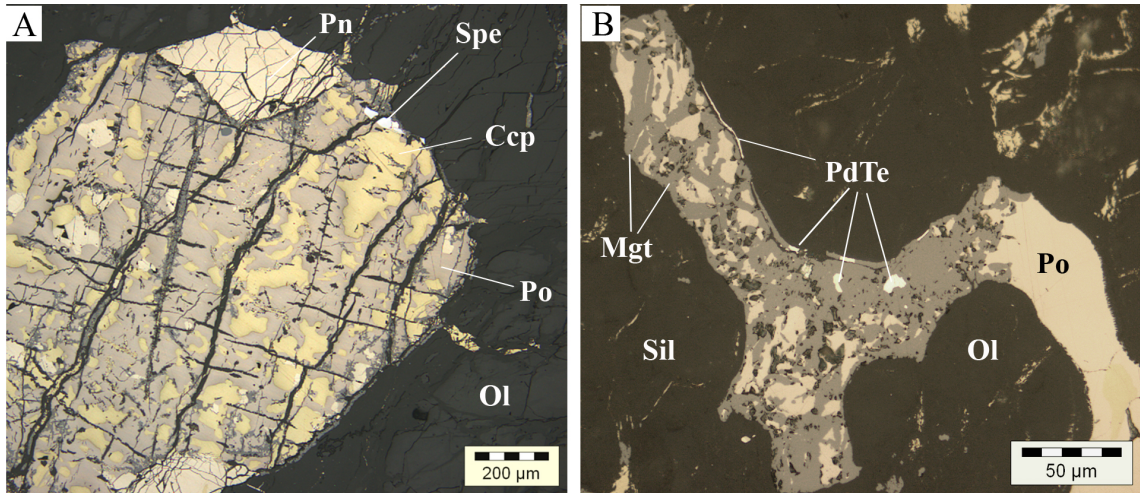 A
Pn
Spe
Ccp
Po
Ol
200 µm
B
PdTe
Mgt
Po
Sil
Ol
50 µm